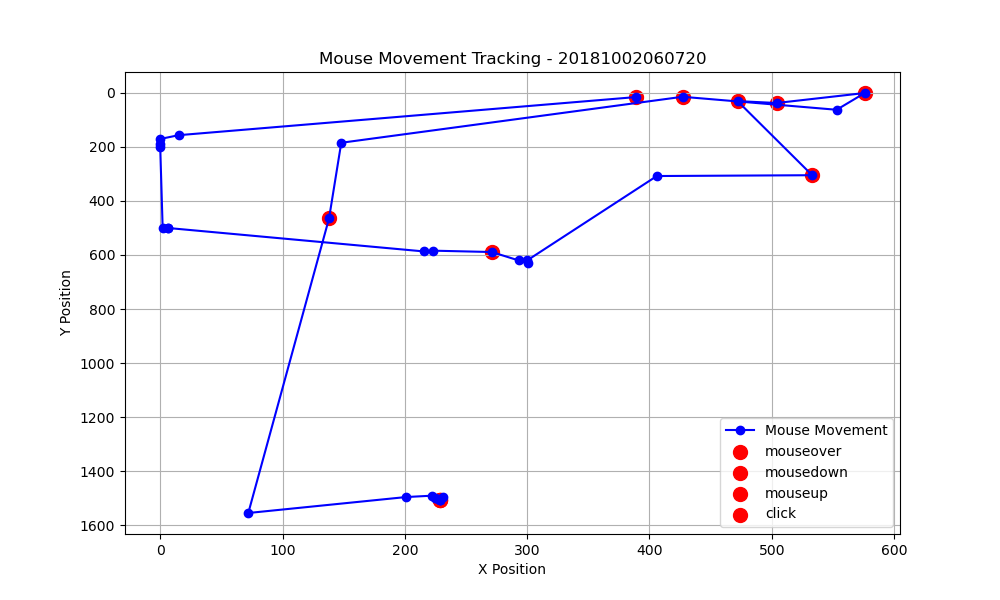 Mouse Movement Tracking - 20181002060720
0
200
400
600
800
1000
1200
1400
1600
Y Position
Mouse Movement
mouseover
mousedown
mouseup
click
0 100 200 300 400 500 600
X Position